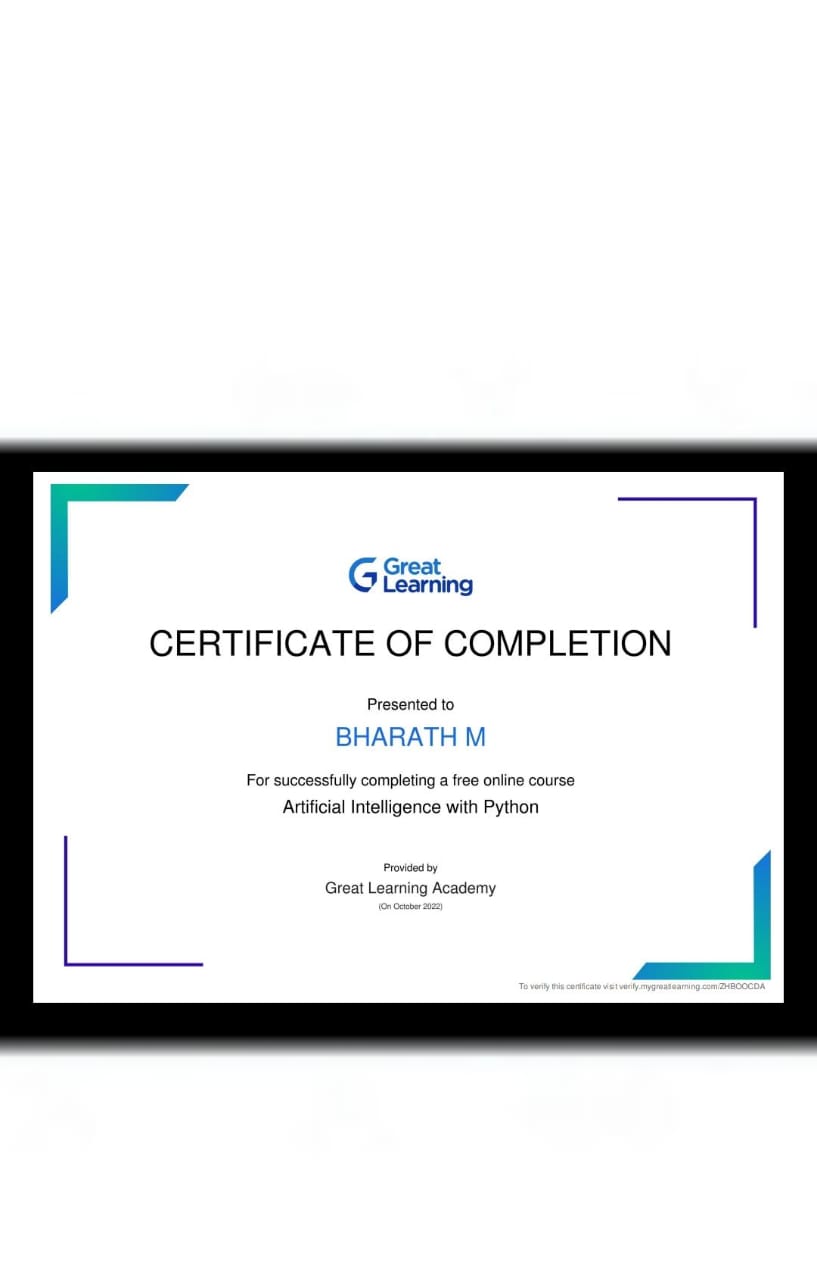 Great
Learning
CERTIFICATE OF COMPLETION
Presented to
BHARATH M
For successfully completing a free online course
Artificial Intelligence with Python
Provided by
Great Learning Academy
(On October 2022)
To verify this certificate visit verify.mygreatlearning.com/ZHBOOCDA